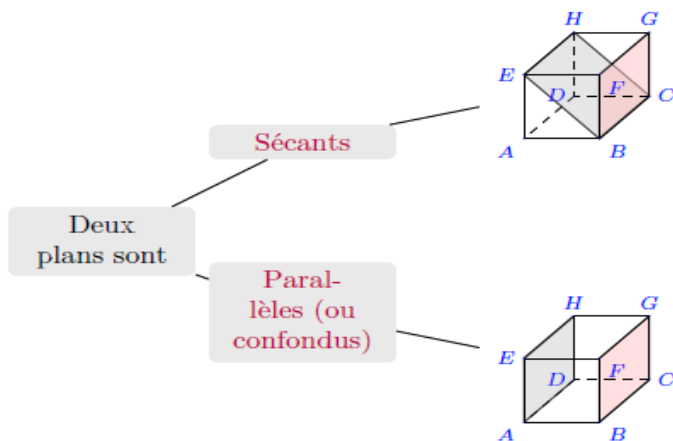 H G
E
F
D C
A B
Sécants
Deux
plans sont
Paral-
lèles (ou
confondus)
H G
E
F
D C
A B